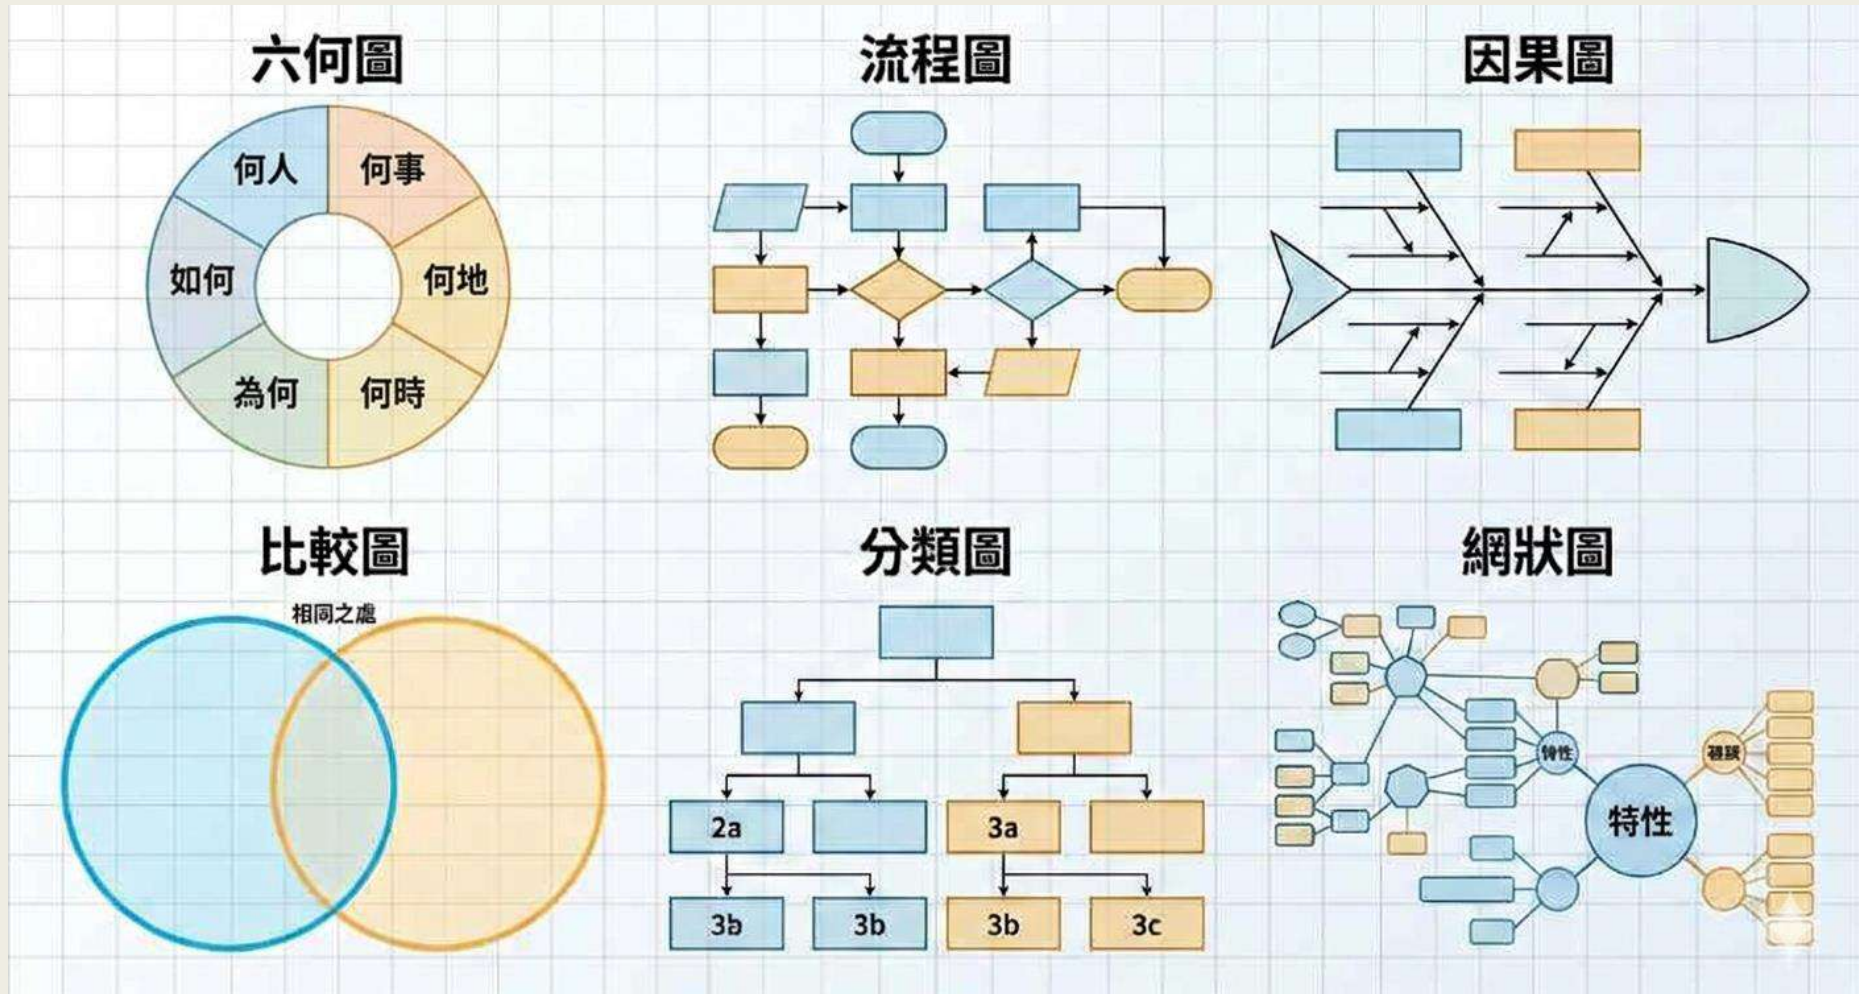 六何圖
流程圖
因果圖
何人
何事
如何
何地
為何
何時
比較圖
分類圖
網狀圖
相同之處
2a
3a
3b
3b
3b
3c
特性
特性